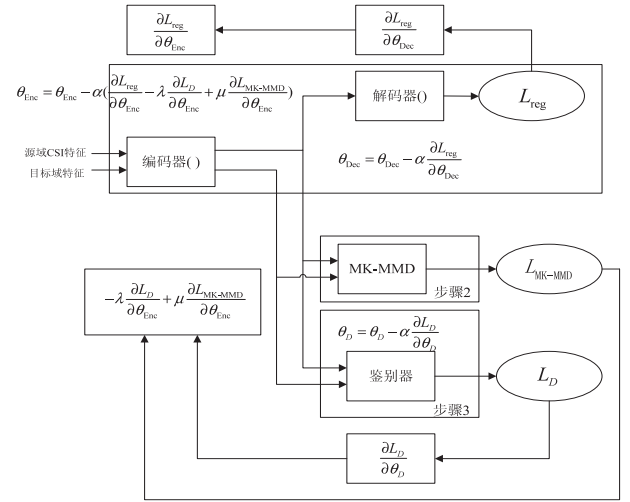 ∂L_reg/∂θ_Enc
∂L_reg/∂θ_Dec
θ_Enc = θ_Enc − α(∂L_reg/∂θ_Enc − λ ∂L_D/∂θ_Enc + μ ∂L_MK-MMD/∂θ_Enc)
解码器()
L_reg
源域CSI特征
目标域特征
编码器( )
θ_Dec = θ_Dec − α ∂L_reg/∂θ_Dec
MK-MMD
步骤2
L_MK−MMD
−λ ∂L_D/∂θ_Enc + μ ∂L_MK-MMD/∂θ_Enc
θ_D = θ_D − α ∂L_D/∂θ_D
鉴别器
步骤3
L_D
∂L_D/∂θ_D